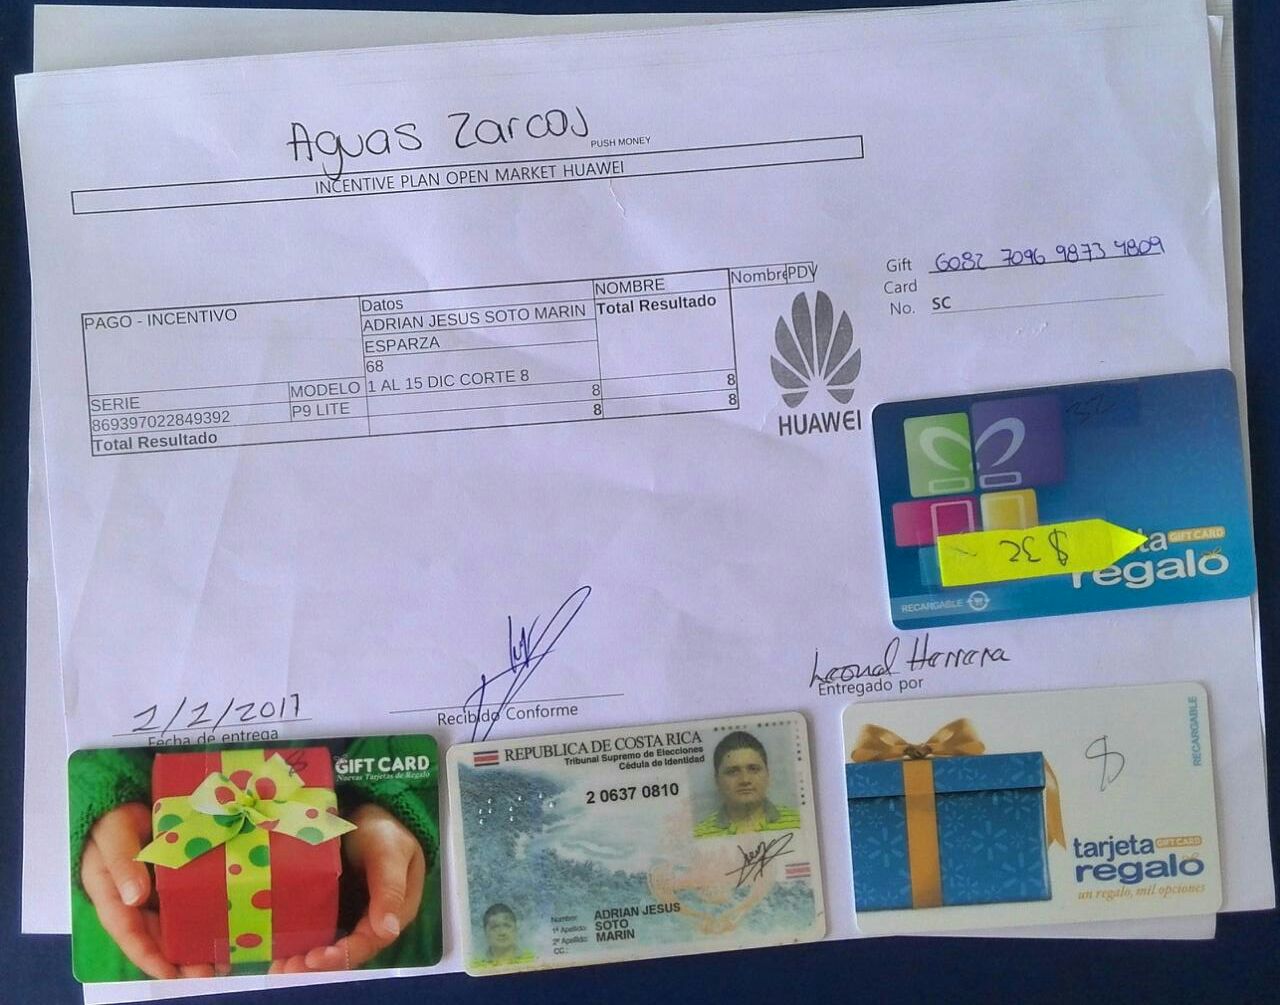 Aguas Zarcas
PUSH MONEY
INCENTIVE PLAN OPEN MARKET HUAWEI
Gift Card No. 6082 7096 9873 4809
SC
PAGO - INCENTIVO
Datos
NOMBRE
Nombre
PDV
ADRIAN JESUS SOTO MARIN
Total Resultado
ESPARZA
68
SERIE
MODELO
1 AL 15 DIC CORTE 8
869397022849392
P9 LITE
8
8
Total Resultado
8
8
HUAWEI
GIFT CARD
regalo
RECARGABLE
$ 32
Leonel Herrera
Entregado por
Recibido Conforme
2/2/2017
Fecha de entrega
GIFT CARD
Nuevas Tarjetas de Regalo
REPUBLICA DE COSTA RICA
Tribunal Supremo de Elecciones
Cédula de Identidad
2 0637 0810
Nombre: ADRIAN JESUS
1° Apellido: SOTO
2° Apellido: MARIN
CC:
RECARGABLE
8
tarjeta GIFT CARD
regalo
un regalo, mil opciones